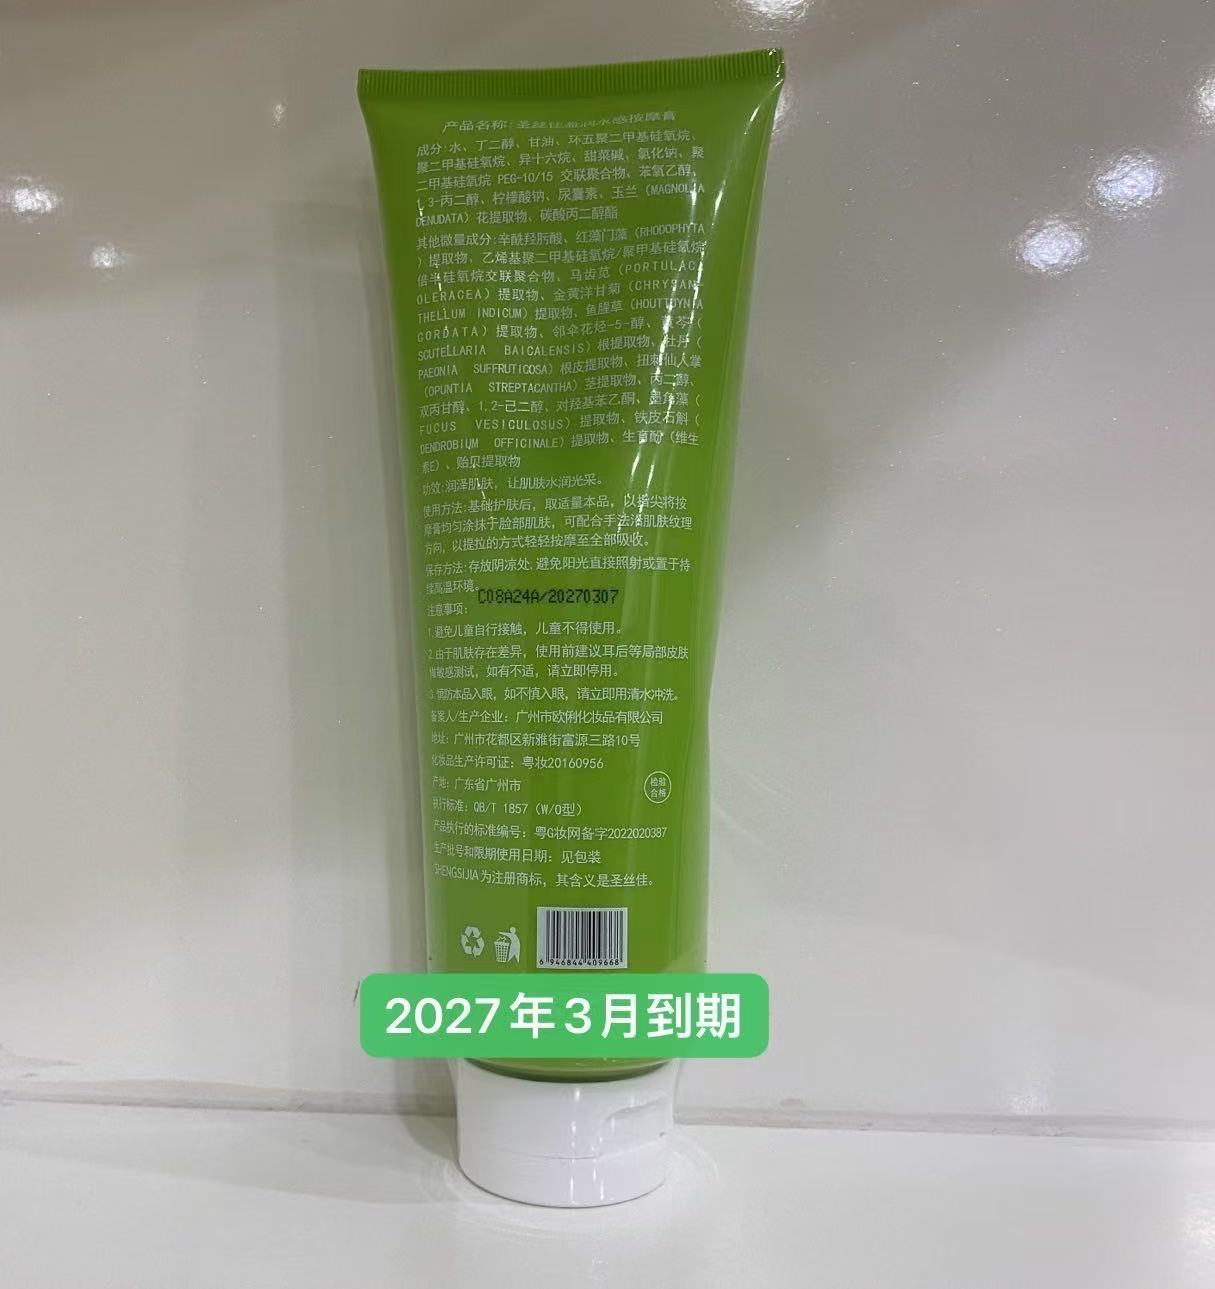 产品名称:圣丝佳 润水感按摩膏
成分:水、丁二醇、甘油、环五聚二甲基硅氧烷、
聚二甲基硅氧烷、异十六烷、甜菜碱、氯化钠、聚
二甲基硅氧烷 PEG-10/15 交联聚合物、苯氧乙醇、
1,3-丙二醇、柠檬酸钠、尿囊素、玉兰(MAGNOLIA
DENUDATA)花提取物、碳酸丙二醇酯
其他微量成分:辛酰羟肟酸、红藻门藻(RHODOPHYTA
)提取物、乙烯基聚二甲基硅氧烷/聚甲基硅氧烷
倍半硅氧烷交联聚合物、马齿苋(PORTULACA
OLERACEA)提取物、金黄洋甘菊(CHRYSAN-
THELLUM INDICUM)提取物、鱼腥草(HOUTTUYNIA
CORDATA)提取物、邻伞花烃-5-醇、黄芩(
SCUTELLARIA BAICALENSIS)根提取物、牡丹(
PAEONIA SUFFRUTICOSA)根皮提取物、扭刺仙人掌
(OPUNTIA STREPTACANTHA)茎提取物、丙二醇、
双丙甘醇、1,2-己二醇、对羟基苯乙酮、墨角藻(
FUCUS VESICULOSUS)提取物、铁皮石斛(
DENDROBIUM OFFICINALE)提取物、生育酚(维生
素E)、贻贝提取物
功效:润泽肌肤，让肌肤水润光采。
使用方法:基础护肤后，取适量本品，以指尖将按
摩膏均匀涂抹于脸部肌肤，可配合手法沿肌肤纹理
方向，以提拉的方式轻轻按摩至全部吸收。
保存方法:存放阴凉处,避免阳光直接照射或置于持
续高温环境。
C08A24A/20270307
注意事项:
1.避免儿童自行接触，儿童不得使用。
2.由于肌肤存在差异，使用前建议耳后等局部皮肤
做敏感测试，如有不适，请立即停用。
3.慎防本品入眼，如不慎入眼，请立即用清水冲洗。
备案人/生产企业：广州市欧俐化妆品有限公司
地址：广州市花都区新雅街富源三路10号
化妆品生产许可证：粤妆20160956
产地：广东省广州市
检验
合格
执行标准：QB/T 1857（W/O型）
产品执行的标准编号：粤G妆网备字2022020387
生产批号和限期使用日期：见包装
SHENGSIJIA为注册商标，其含义是圣丝佳。
6 946844 409668
2027年3月到期